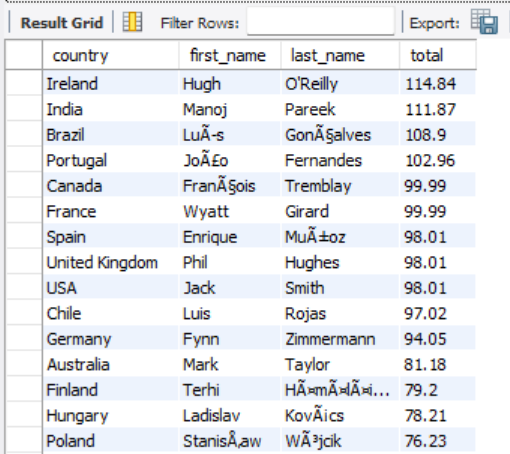 Result Grid Filter Rows: Export:
country first_name last_name total
Ireland Hugh O'Reilly 114.84
India Manoj Pareek 111.87
Brazil LuÃ-s GonÃ§alves 108.9
Portugal JoÃ£o Fernandes 102.96
Canada FranÃ§ois Tremblay 99.99
France Wyatt Girard 99.99
Spain Enrique MuÃ±oz 98.01
United Kingdom Phil Hughes 98.01
USA Jack Smith 98.01
Chile Luis Rojas 97.02
Germany Fynn Zimmermann 94.05
Australia Mark Taylor 81.18
Finland Terhi HÃ¤mÃ¤lÃ¤i... 79.2
Hungary Ladislav KovÃ¡cs 78.21
Poland StanisÅ‚aw WÃ³jcik 76.23